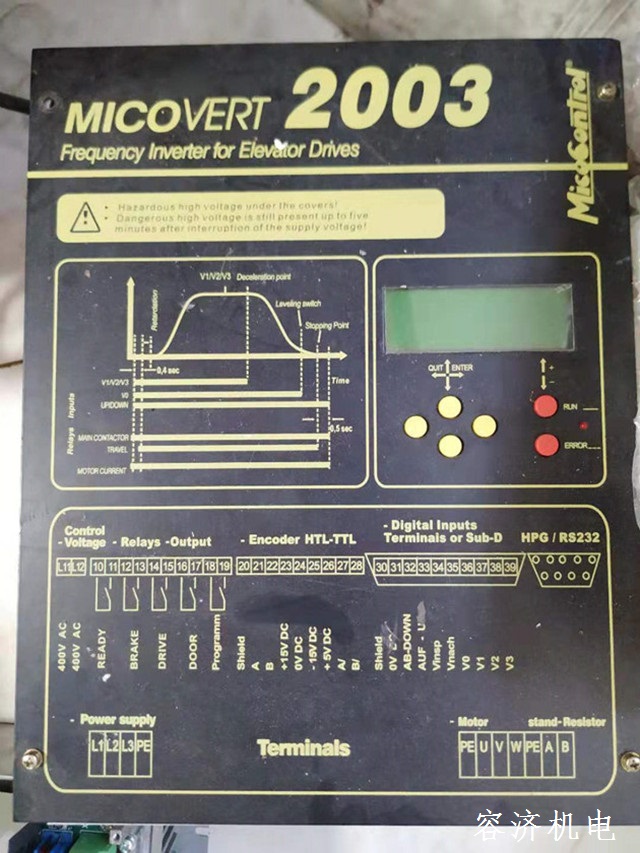 MICOVERT 2003
Frequency Inverter for Elevator Drives
MicoControl®
• Hazardous high voltage under the covers!
• Dangerous high voltage is still present up to five
minutes after interruption of the supply voltage!
V1/V2/V3 Deceleration point
Leveling switch
Stopping Point
Retardation
0,4 sec
Time
V1/V2/V3
V0
UP/DOWN
Inputs
0,5 sec
Relays
MAIN CONTACTOR
TRAVEL
MOTOR CURRENT
QUIT ENTER
+
-
RUN
ERROR
Control
Voltage
- Relays - Output
- Encoder HTL-TTL
- Digital Inputs
Terminals or Sub-D
HPG / RS232
L11 L12 10 11 12 13 14 15 16 17 18 19 20 21 22 23 24 25 26 27 28 30 31 32 33 34 35 36 37 38 39
400V AC
400V AC
READY
BRAKE
DRIVE
DOOR
Programm
Shield
A
B
+15V DC
0V DC
-15V DC
+ 5V DC
A/
B/
Shield
0V DC
AB-DOWN
AUF - U
VInsp
Vnach
V0
V1
V2
V3
- Power supply
L1 L2 L3 PE
Terminals
- Motor
stand-Resistor
PE U V W PE A B
容济机电